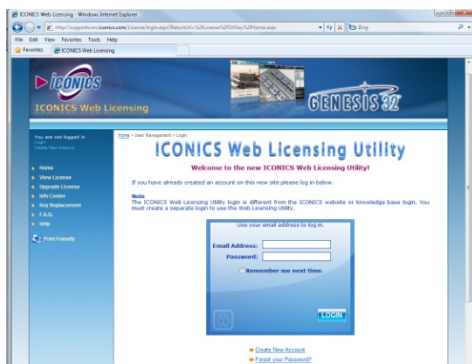 ICONICS Web Licensing - Windows Internet Explorer
Bing
File Edit View Favorites Tools Help
Favorites ICONICS Web Licensing
ICONICS
ICONICS Web Licensing
GENESIS32
You are not logged in
Login
Create New Account
Home > User Management > Login
ICONICS Web Licensing Utility
Welcome to the new ICONICS Web Licensing Utility!
If you have already created an account on this new site please log in below.
Note
The ICONICS Web Licensing Utility login is different from the ICONICS website or knowledge base login. You
must create a separate login to use the Web Licensing Utility.
Home
View License
Upgrade License
Info Center
Key Replacement
F.A.Q.
Help
Print Friendly
Use your email address to log in.
Email Address:
Password:
Remember me next time.
LOGIN
Create New Account
Forgot your Password?